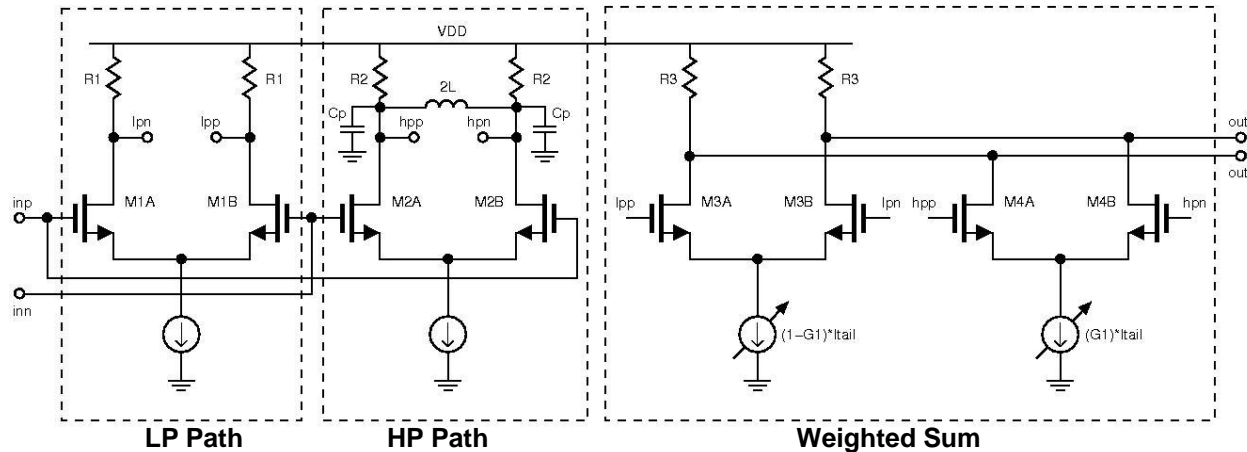 VDD
R1
R1
R2
R2
R3
R3
2L
Cp
Cp
lpn
lpp
hpp
hpn
out
out
inp
M1A
M1B
M2A
M2B
lpp
M3A
M3B
lpn
hpp
M4A
M4B
hpn
inn
(1-G1)*Itail
(G1)*Itail
LP Path
HP Path
Weighted Sum